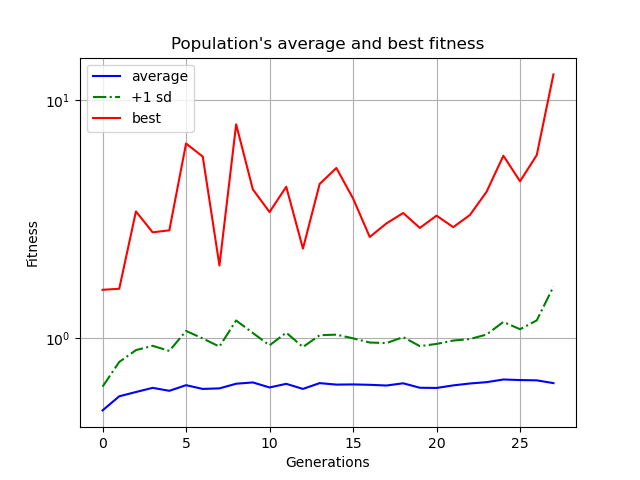 Population's average and best fitness
average
+1 sd
best
10¹
10⁰
Fitness
0 5 10 15 20 25
Generations